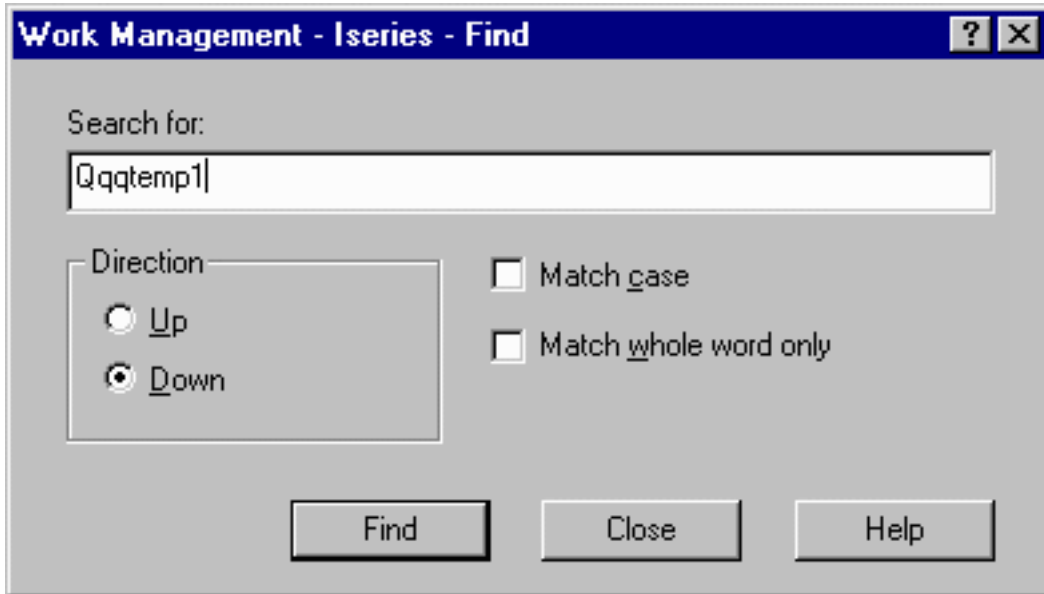 Work Management - Iseries - Find
? X
Search for:
Qqqtemp1
Direction
Up
Down
Match case
Match whole word only
Find Close Help